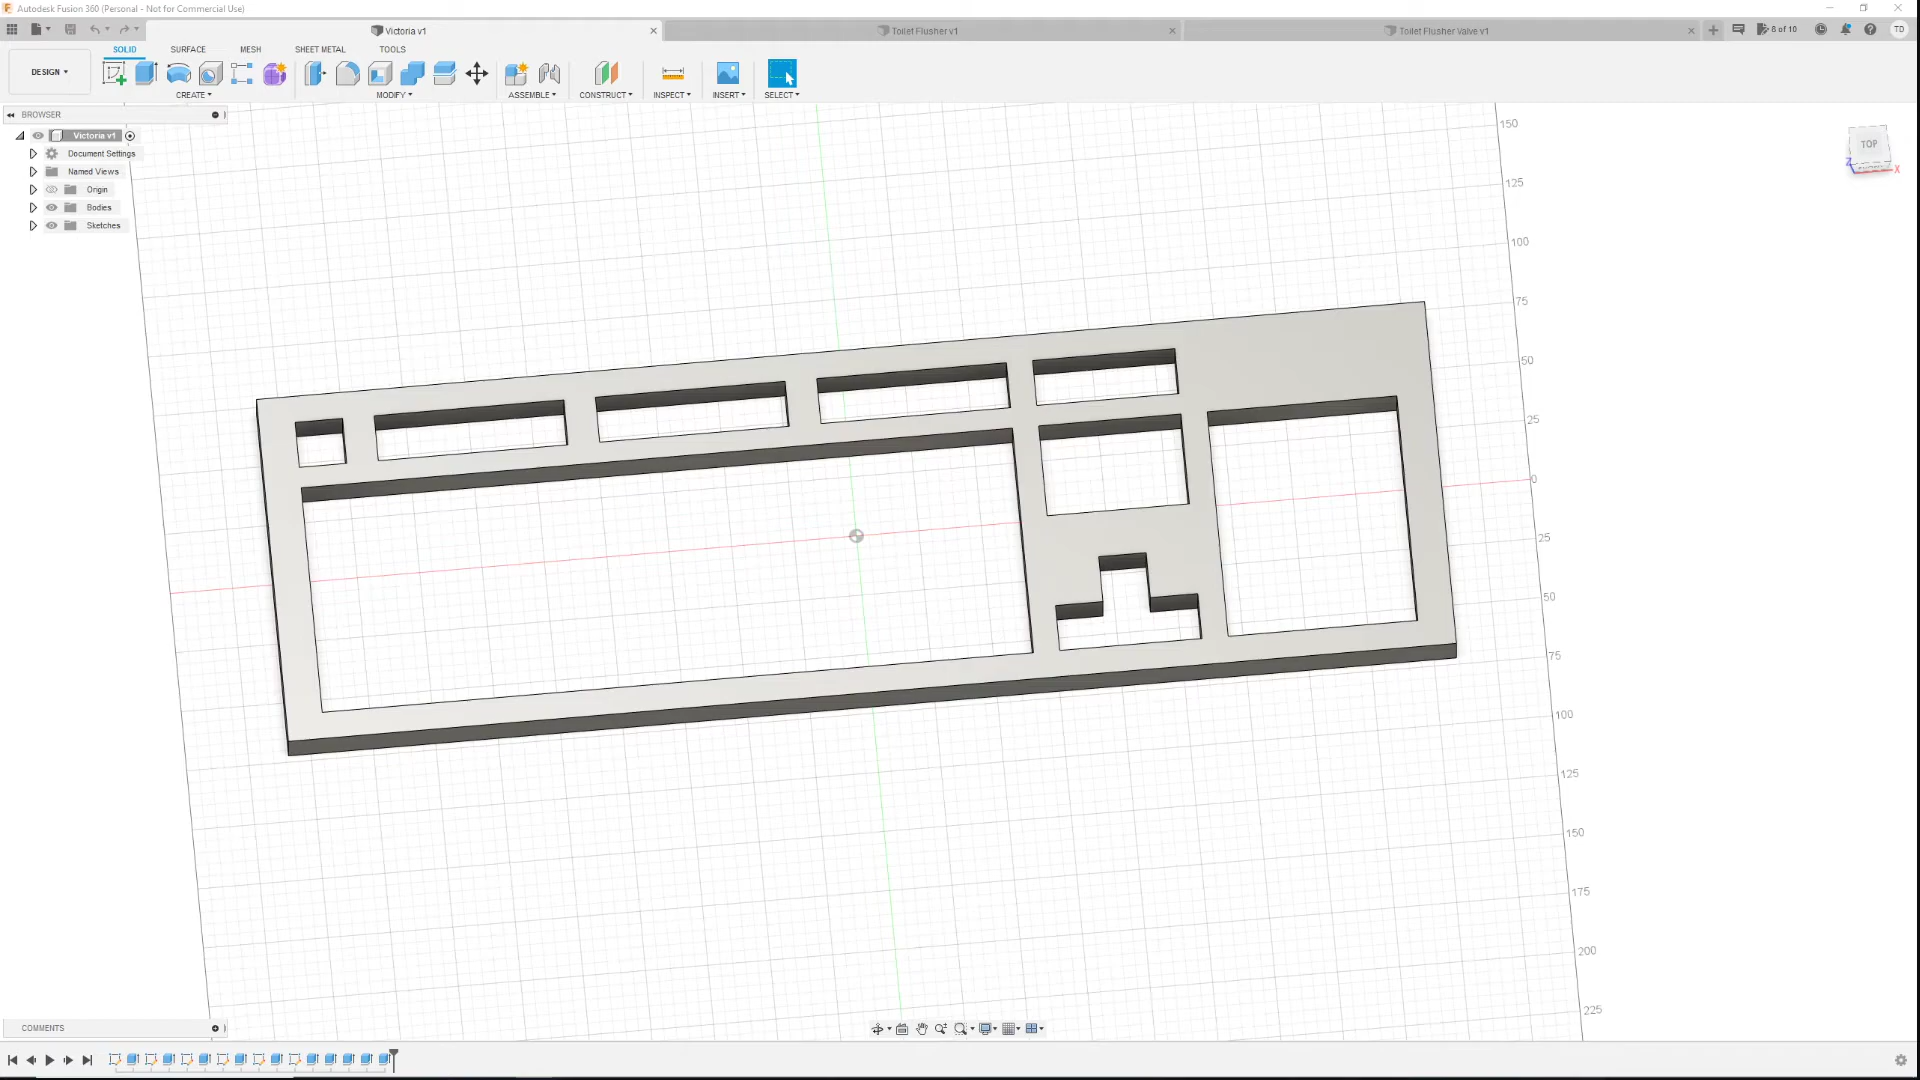 Autodesk Fusion 360 (Personal - Not for Commercial Use)
Victoria v1
Toilet Flusher v1
Toilet Flusher Valve v1
8 of 10
TD
SOLID
SURFACE
MESH
SHEET METAL
TOOLS
DESIGN
CREATE
MODIFY
ASSEMBLE
CONSTRUCT
INSPECT
INSERT
SELECT
BROWSER
Victoria v1
Document Settings
Named Views
Origin
Bodies
Sketches
TOP
Z
X
150
125
100
75
50
25
0
25
50
75
100
125
150
175
200
225
COMMENTS